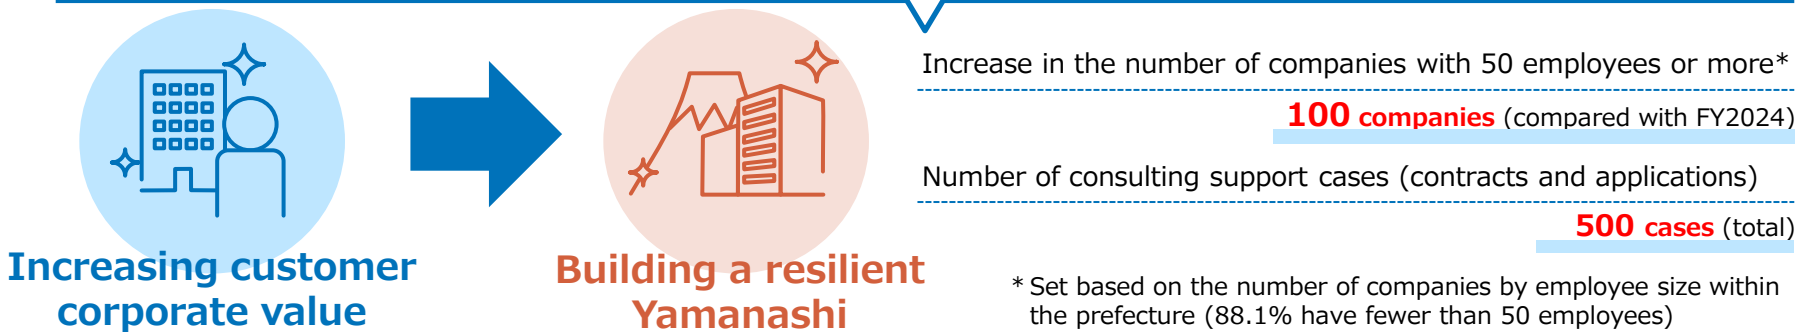 Increasing customer
corporate value
Building a resilient
Yamanashi
Increase in the number of companies with 50 employees or more*
100 companies (compared with FY2024)
Number of consulting support cases (contracts and applications)
500 cases (total)
* Set based on the number of companies by employee size within
the prefecture (88.1% have fewer than 50 employees)